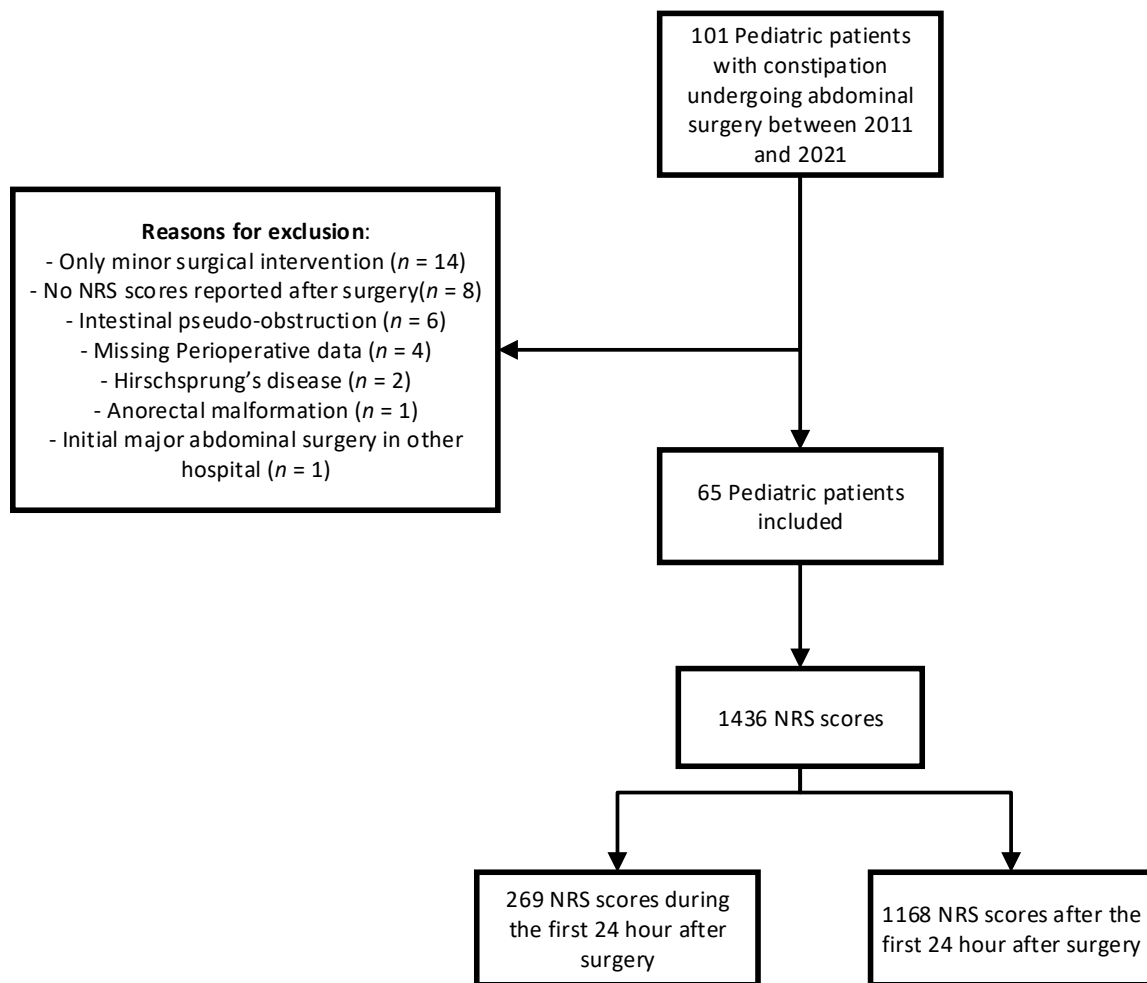 101 Pediatric patients
with constipation
undergoing abdominal
surgery between 2011
and 2021
Reasons for exclusion:
- Only minor surgical intervention (n = 14)
- No NRS scores reported after surgery(n = 8)
- Intestinal pseudo-obstruction (n = 6)
- Missing Perioperative data (n = 4)
- Hirschsprung’s disease (n = 2)
- Anorectal malformation (n = 1)
- Initial major abdominal surgery in other
hospital (n = 1)
65 Pediatric patients
included
1436 NRS scores
269 NRS scores during
the first 24 hour after
surgery
1168 NRS scores after the
first 24 hour after surgery